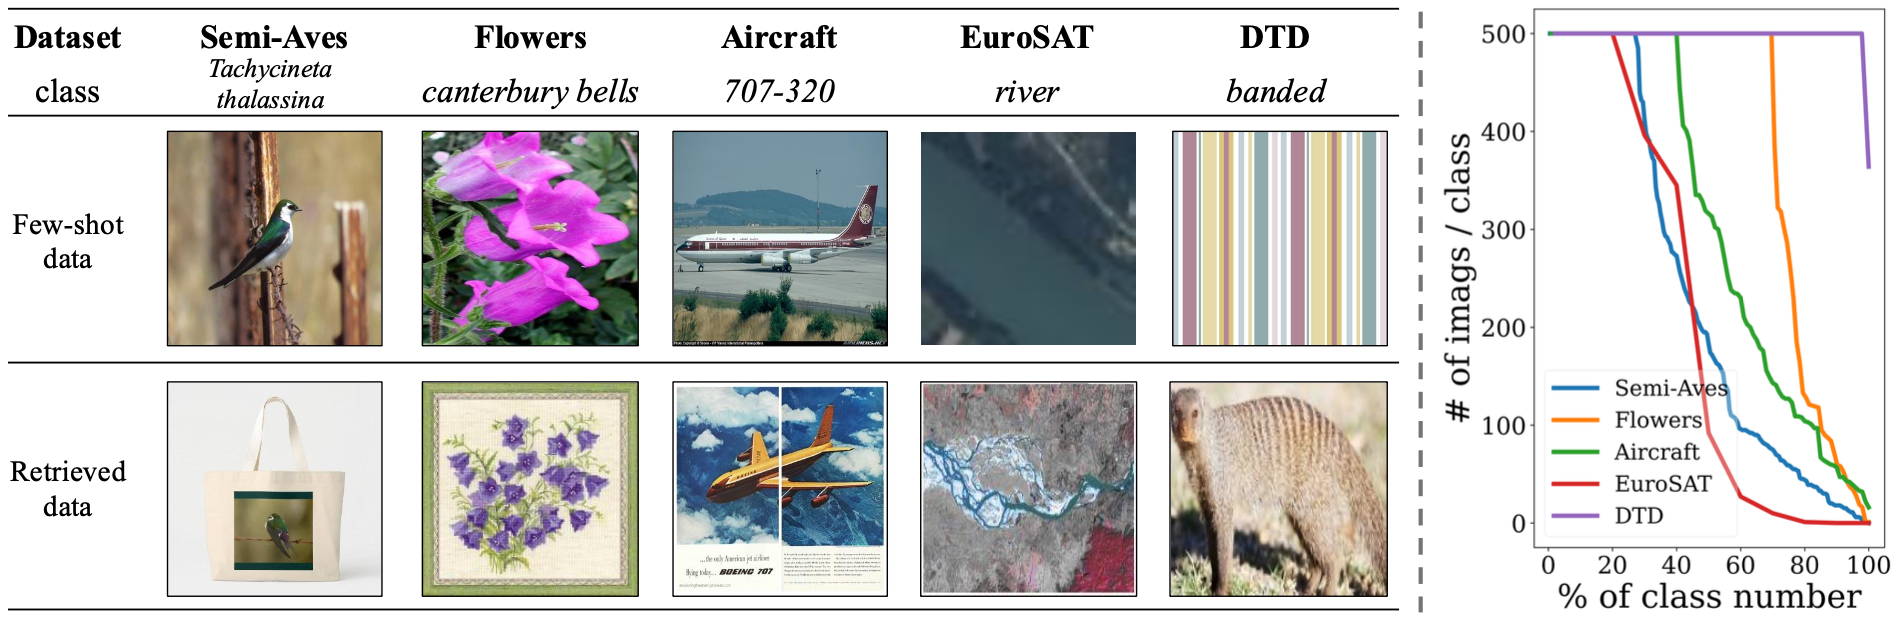 Dataset Semi-Aves Flowers Aircraft EuroSAT DTD
class Tachycineta thalassina canterbury bells 707-320 river banded
Few-shot
data
Retrieved
data
...the only American jet airliner
flying today... BOEING 707
# of imags / class
500
400
300
200
100
0
Semi-Aves
Flowers
Aircraft
EuroSAT
DTD
0 20 40 60 80 100
% of class number